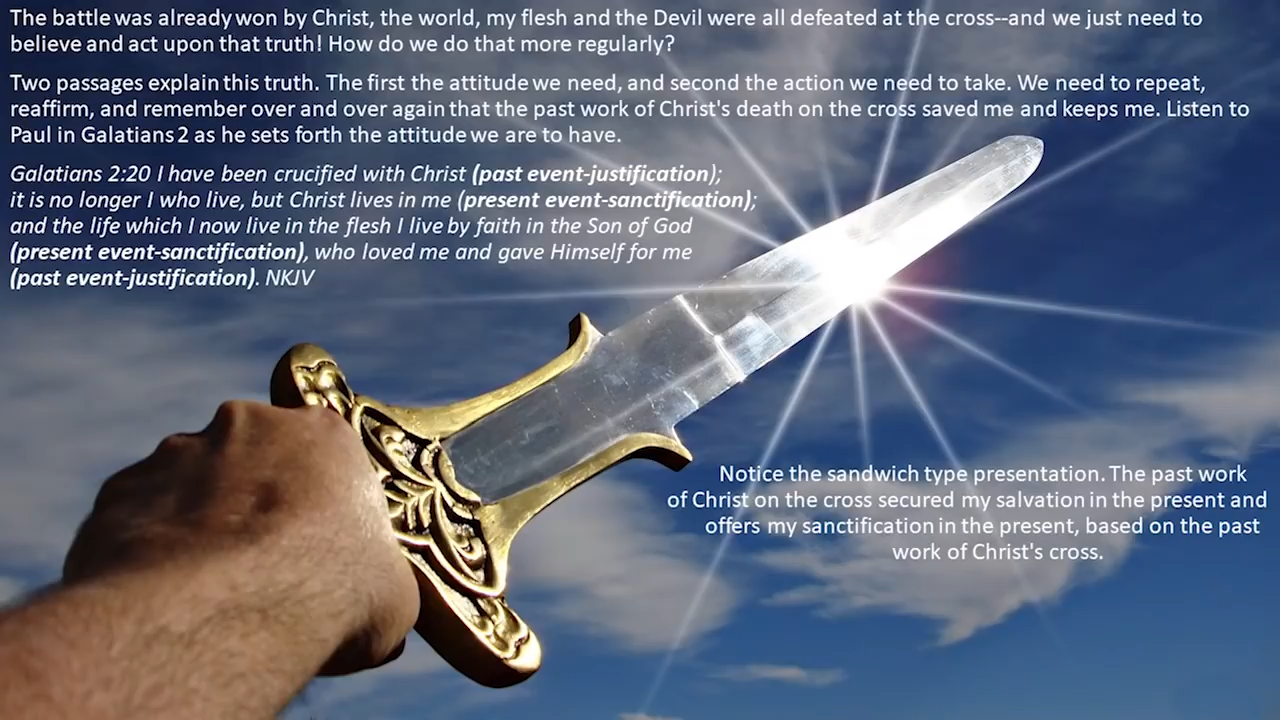 The battle was already won by Christ, the world, my flesh and the Devil were all defeated at the cross--and we just need to
believe and act upon that truth! How do we do that more regularly?
Two passages explain this truth. The first the attitude we need, and second the action we need to take. We need to repeat,
reaffirm, and remember over and over again that the past work of Christ's death on the cross saved me and keeps me. Listen to
Paul in Galatians 2 as he sets forth the attitude we are to have.
Galatians 2:20 I have been crucified with Christ (past event-justification);
it is no longer I who live, but Christ lives in me (present event-sanctification);
and the life which I now live in the flesh I live by faith in the Son of God
(present event-sanctification), who loved me and gave Himself for me
(past event-justification). NKJV
Notice the sandwich type presentation. The past work
of Christ on the cross secured my salvation in the present and
offers my sanctification in the present, based on the past
work of Christ's cross.